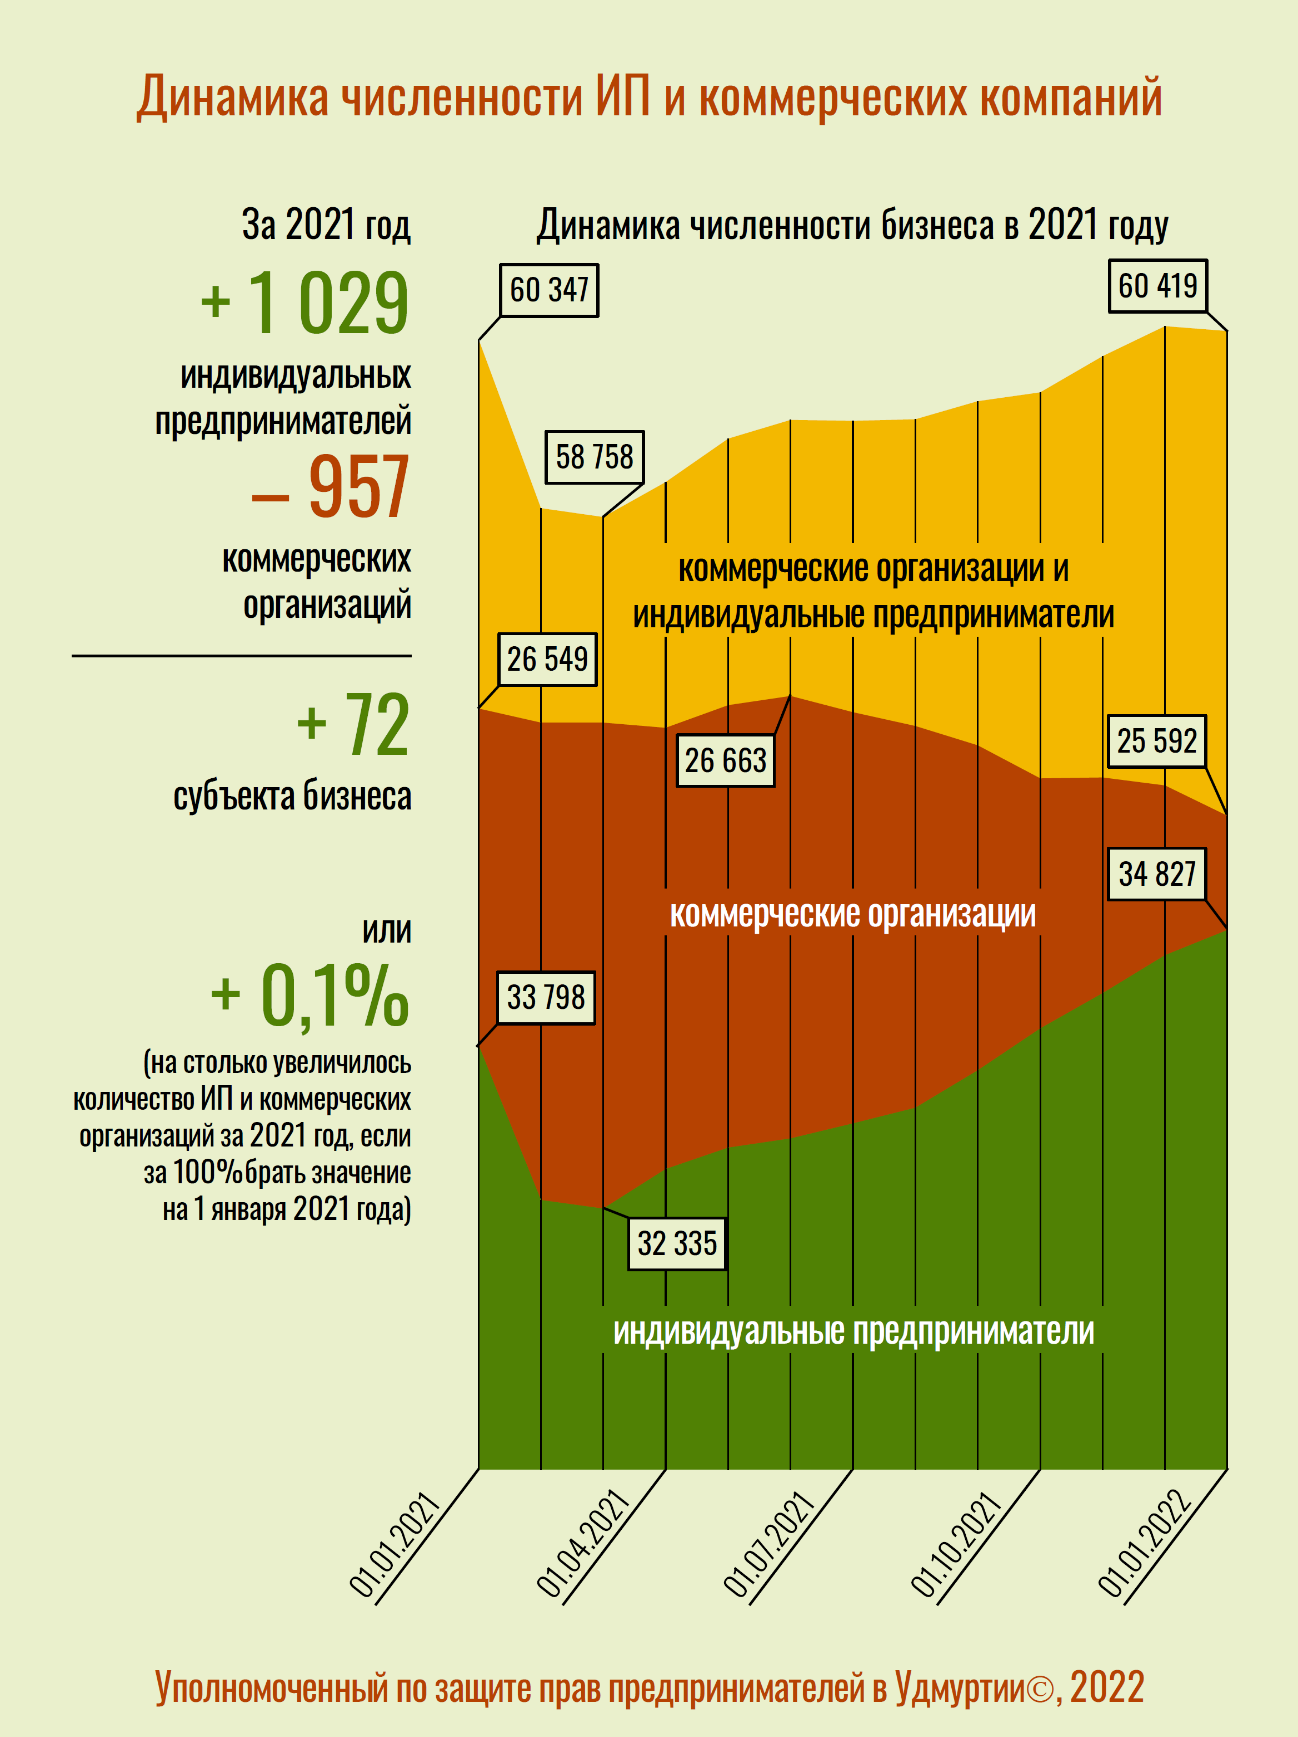 Динамика численности ИП и коммерческих компаний
За 2021 год
+ 1 029
индивидуальных
предпринимателей
– 957
коммерческих
организаций
+ 72
субъекта бизнеса
или
+ 0,1%
(на столько увеличилось
количество ИП и коммерческих
организаций за 2021 год, если
за 100% брать значение
на 1 января 2021 года)
Динамика численности бизнеса в 2021 году
60 347
60 419
58 758
коммерческие организации и
индивидуальные предприниматели
26 549
26 663
25 592
34 827
коммерческие организации
33 798
32 335
индивидуальные предприниматели
01.01.2021
01.04.2021
01.07.2021
01.10.2021
01.01.2022
Уполномоченный по защите прав предпринимателей в Удмуртии©, 2022